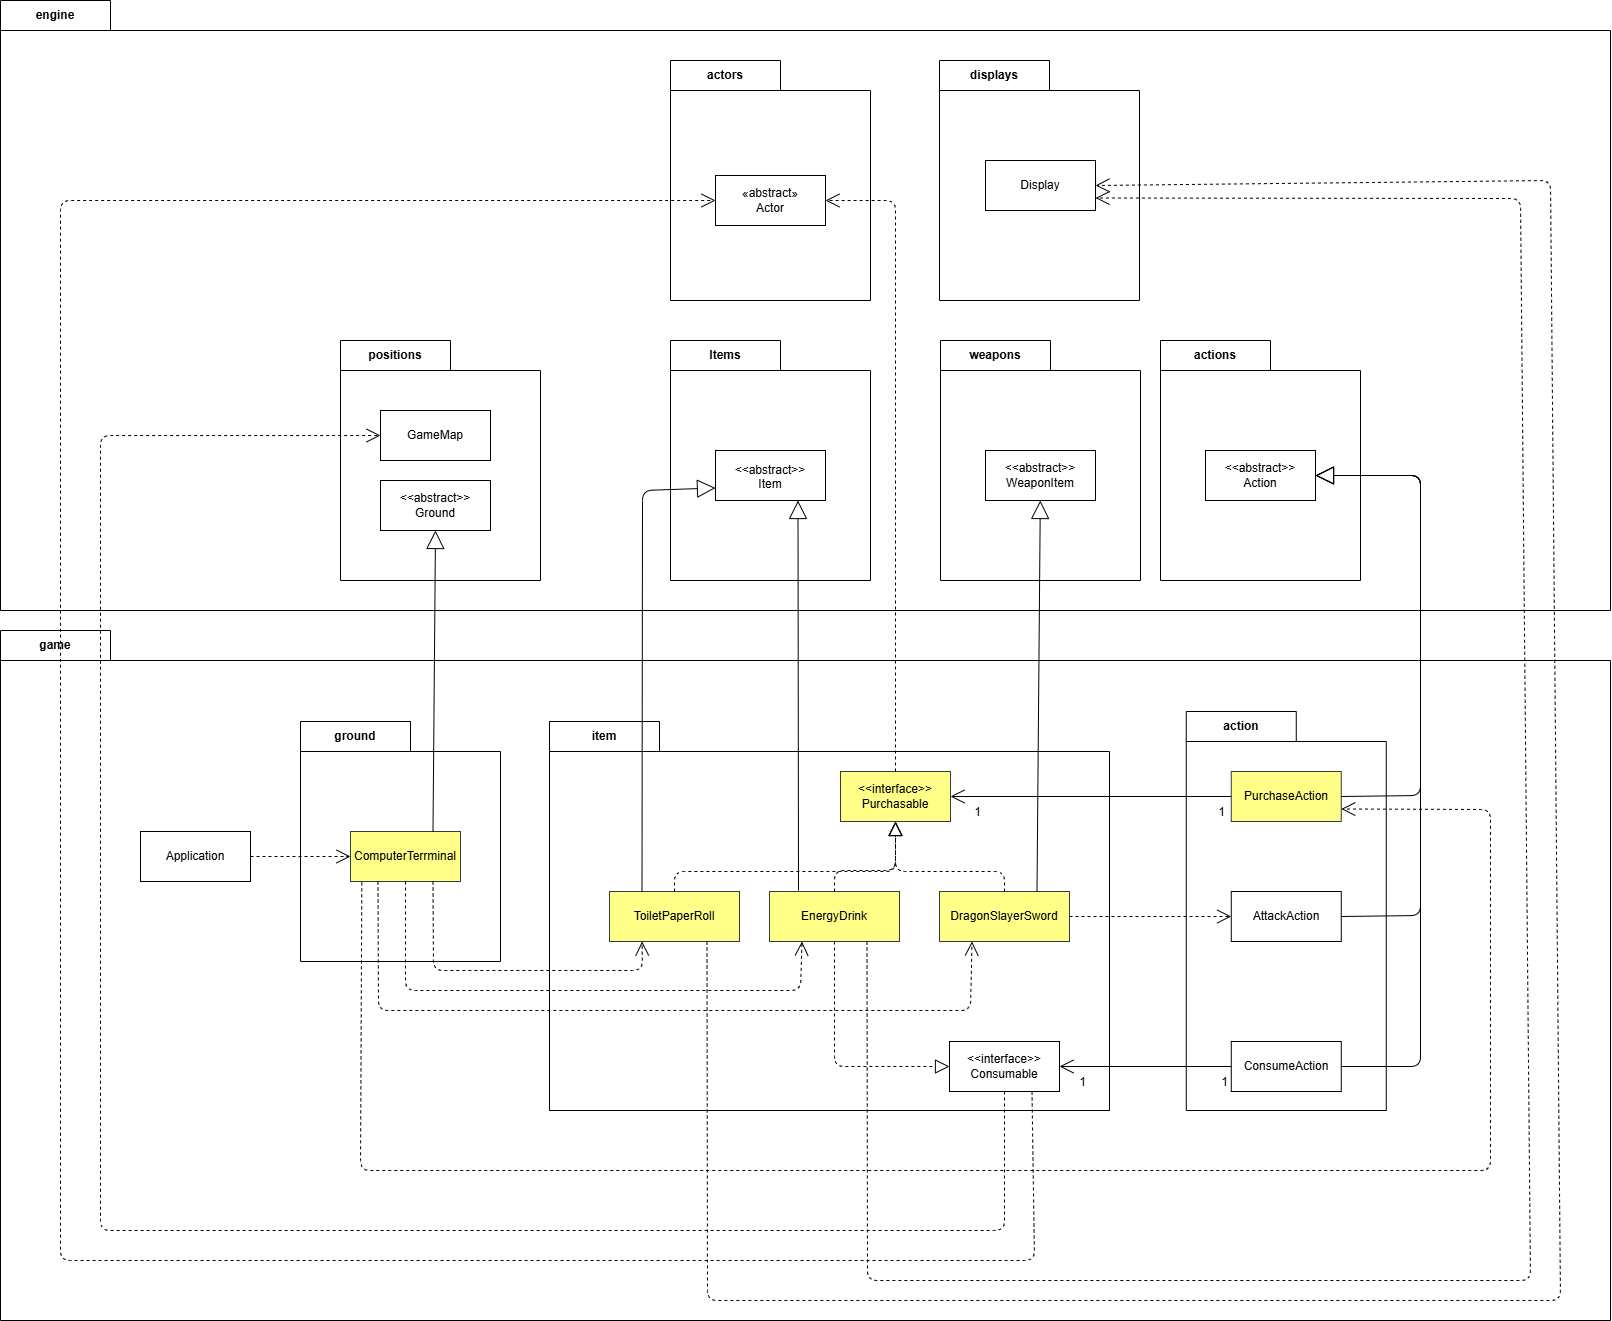 engine
actors
displays
«abstract»
Actor
Display
positions
Items
weapons
actions
GameMap
<<abstract>>
Ground
<<abstract>>
Item
<<abstract>>
WeaponItem
<<abstract>>
Action
game
ground
item
action
<<interface>>
Purchasable
1
1
PurchaseAction
Application
ComputerTerrminal
ToiletPaperRoll
EnergyDrink
DragonSlayerSword
AttackAction
<<interface>>
Consumable
1
1
ConsumeAction